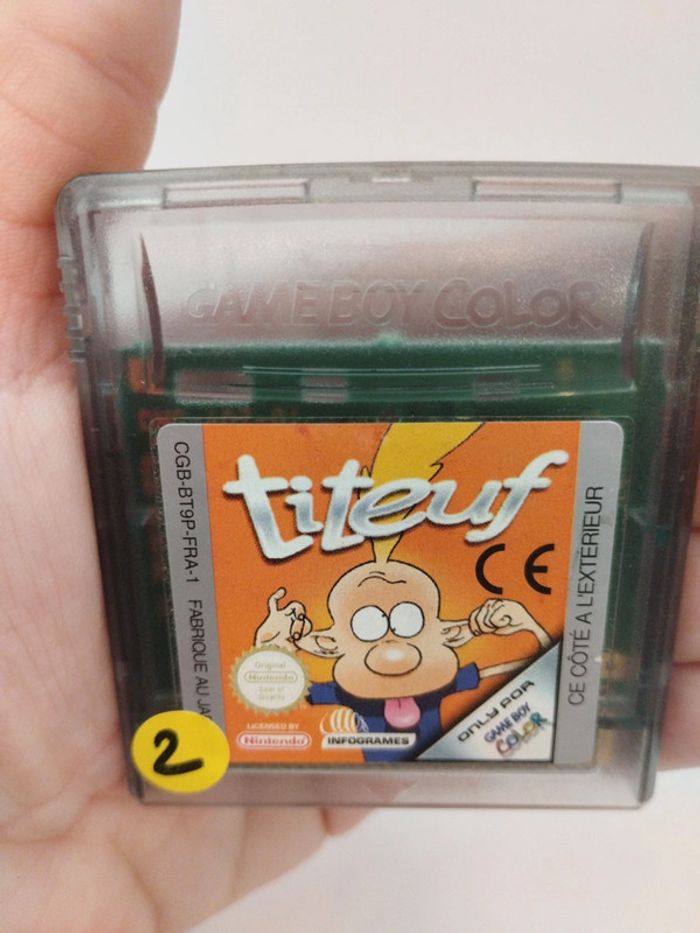 GAME BOY COLOR
titeuf
CE
CGB-BT9P-FRA-1 FABRIQUE AU JA
CE CÔTÉ A L'EXTÉRIEUR
Original
Nintendo
Seal of
Quality
LICENSED BY
Nintendo
INFOGRAMES
ONLY FOR
GAME BOY
COLOR
2